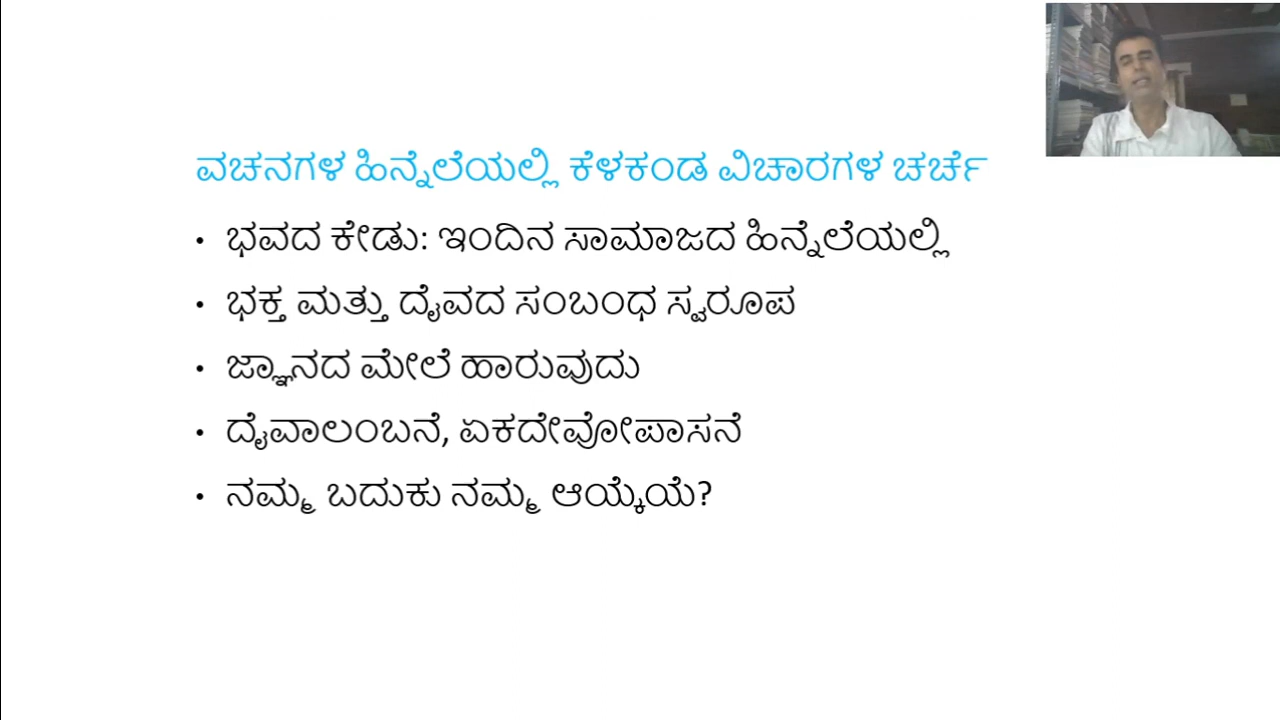 ವಚನಗಳ ಹಿನ್ನೆಲೆಯಲ್ಲಿ ಕೆಳಕಂಡ ವಿಚಾರಗಳ ಚರ್ಚೆ
• ಭವದ ಕೇಡು: ಇಂದಿನ ಸಾಮಾಜದ ಹಿನ್ನೆಲೆಯಲ್ಲಿ
• ಭಕ್ತ ಮತ್ತು ದೈವದ ಸಂಬಂಧ ಸ್ವರೂಪ
• ಜ್ಞಾನದ ಮೇಲೆ ಹಾರುವುದು
• ದೈವಾಲಂಬನೆ, ಏಕದೇವೋಪಾಸನೆ
• ನಮ್ಮ ಬದುಕು ನಮ್ಮ ಆಯ್ಕೆಯೆ?